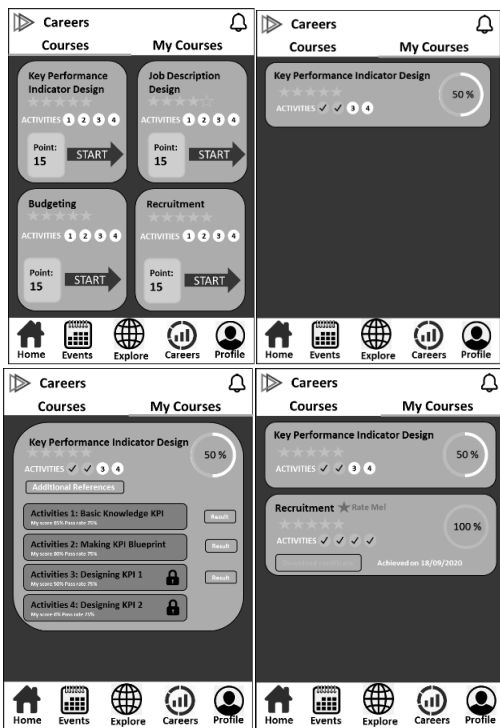 Careers
Courses My Courses
Key Performance Indicator Design
ACTIVITIES 1 2 3 4
Point: 15 START
Job Description Design
ACTIVITIES 1 2 3 4
Point: 15 START
Budgeting
ACTIVITIES 1 2 3 4
Point: 15 START
Recruitment
ACTIVITIES 1 2 3 4
Point: 15 START
Home Events Explore Careers Profile
Careers
Courses My Courses
Key Performance Indicator Design
50 %
ACTIVITIES 3 4
Home Events Explore Careers Profile
Careers
Courses My Courses
Key Performance Indicator Design
50 %
ACTIVITIES 3 4
Additional References
Activities 1: Basic Knowledge KPI
My score 85% Pass rate 75%
Result
Activities 2: Making KPI Blueprint
My score 80% Pass rate 75%
Result
Activities 3: Designing KPI 1
My score 50% Pass rate 75%
Result
Activities 4: Designing KPI 2
My score 0% Pass rate 75%
Home Events Explore Careers Profile
Careers
Courses My Courses
Key Performance Indicator Design
50 %
ACTIVITIES 3 4
Recruitment Rate Me!
100 %
ACTIVITIES
Achieved on 18/09/2020
Home Events Explore Careers Profile